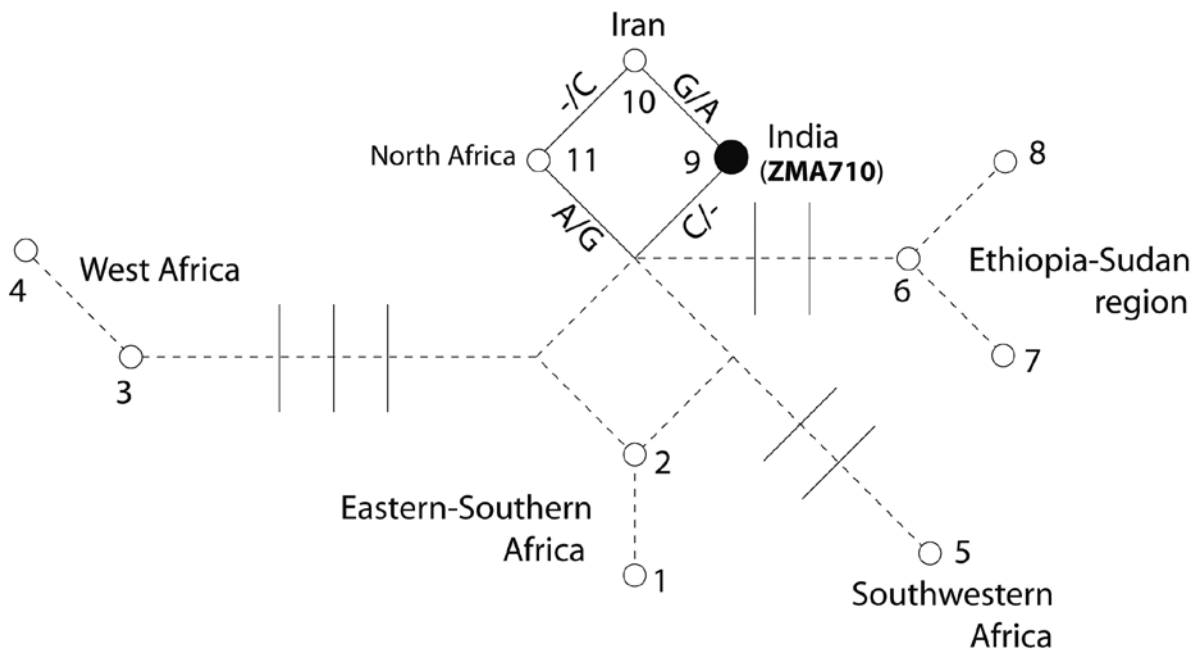 Iran
-/C
G/A
10
North Africa
11
9
India
(ZMA710)
A/G
C/-
8
4
West Africa
6
Ethiopia-Sudan
region
3
7
2
Eastern-Southern
Africa
1
5
Southwestern
Africa